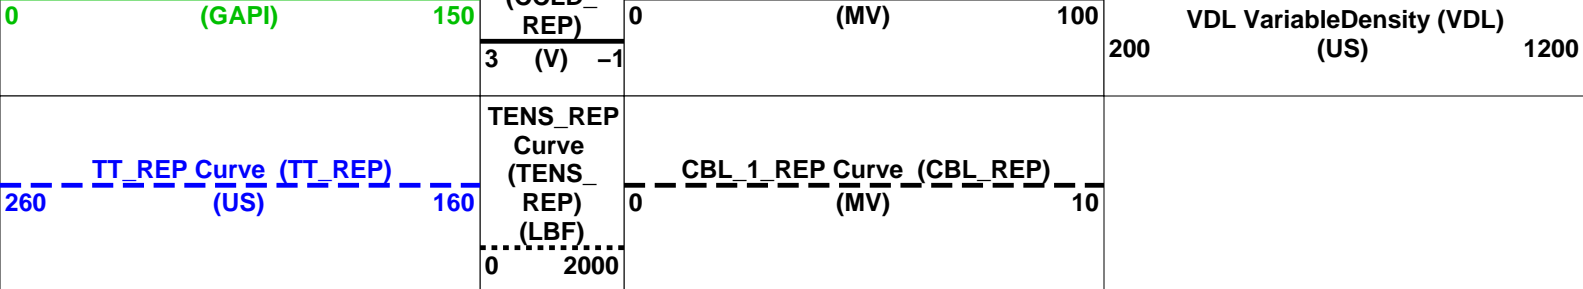 0 (GAPI) 150
REP)
3 (V) −1
0 (MV) 100
VDL VariableDensity (VDL)
200 (US) 1200
TT_REP Curve (TT_REP)
260 (US) 160
TENS_REP
Curve
(TENS_
REP)
(LBF)
0 2000
CBL_1_REP Curve (CBL_REP)
0 (MV) 10